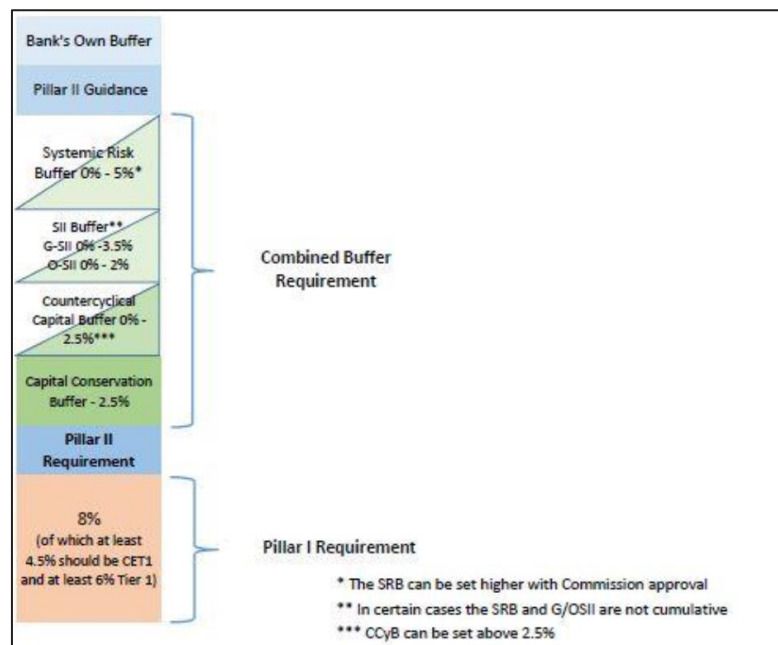 Bank's Own Buffer
Pillar II Guidance
Systemic Risk
Buffer 0% - 5%*
SII Buffer**
G-SII 0% -3.5%
O-SII 0% - 2%
Countercyclical
Capital Buffer 0% -
2.5%***
Capital Conservation
Buffer - 2.5%
Combined Buffer
Requirement
Pillar II
Requirement
8%
(of which at least
4.5% should be CET1
and at least 6% Tier 1)
Pillar I Requirement
* The SRB can be set higher with Commission approval
** In certain cases the SRB and G/OSII are not cumulative
*** CCyB can be set above 2.5%